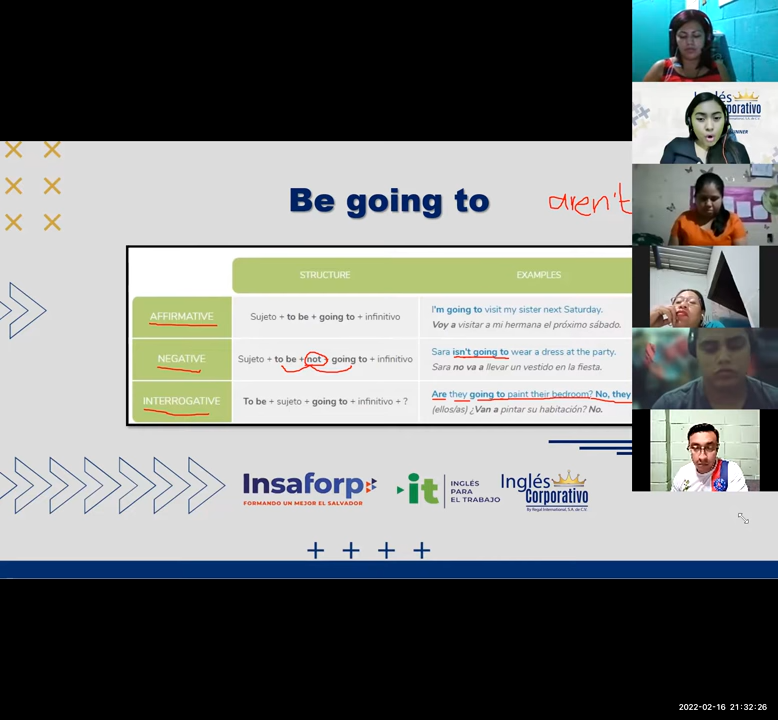 Be going to
aren't
STRUCTURE
EXAMPLES
AFFIRMATIVE
Sujeto + to be + going to + infinitivo
I'm going to visit my sister next Saturday.
Voy a visitar a mi hermana el próximo sábado.
NEGATIVE
Sujeto + to be + not + going to + infinitivo
Sara isn't going to wear a dress at the party.
Sara no va a llevar un vestido en la fiesta.
INTERROGATIVE
To be + sujeto + going to + infinitivo + ?
Are they going to paint their bedroom? No, they
(ellos/as) ¿Van a pintar su habitación? No.
Insaforp
FORMANDO UN MEJOR EL SALVADOR
it
INGLÉS
PARA
EL TRABAJO
Inglés
Corporativo
By Regal International, S.A. de C.V.
2022-02-16 21:32:26